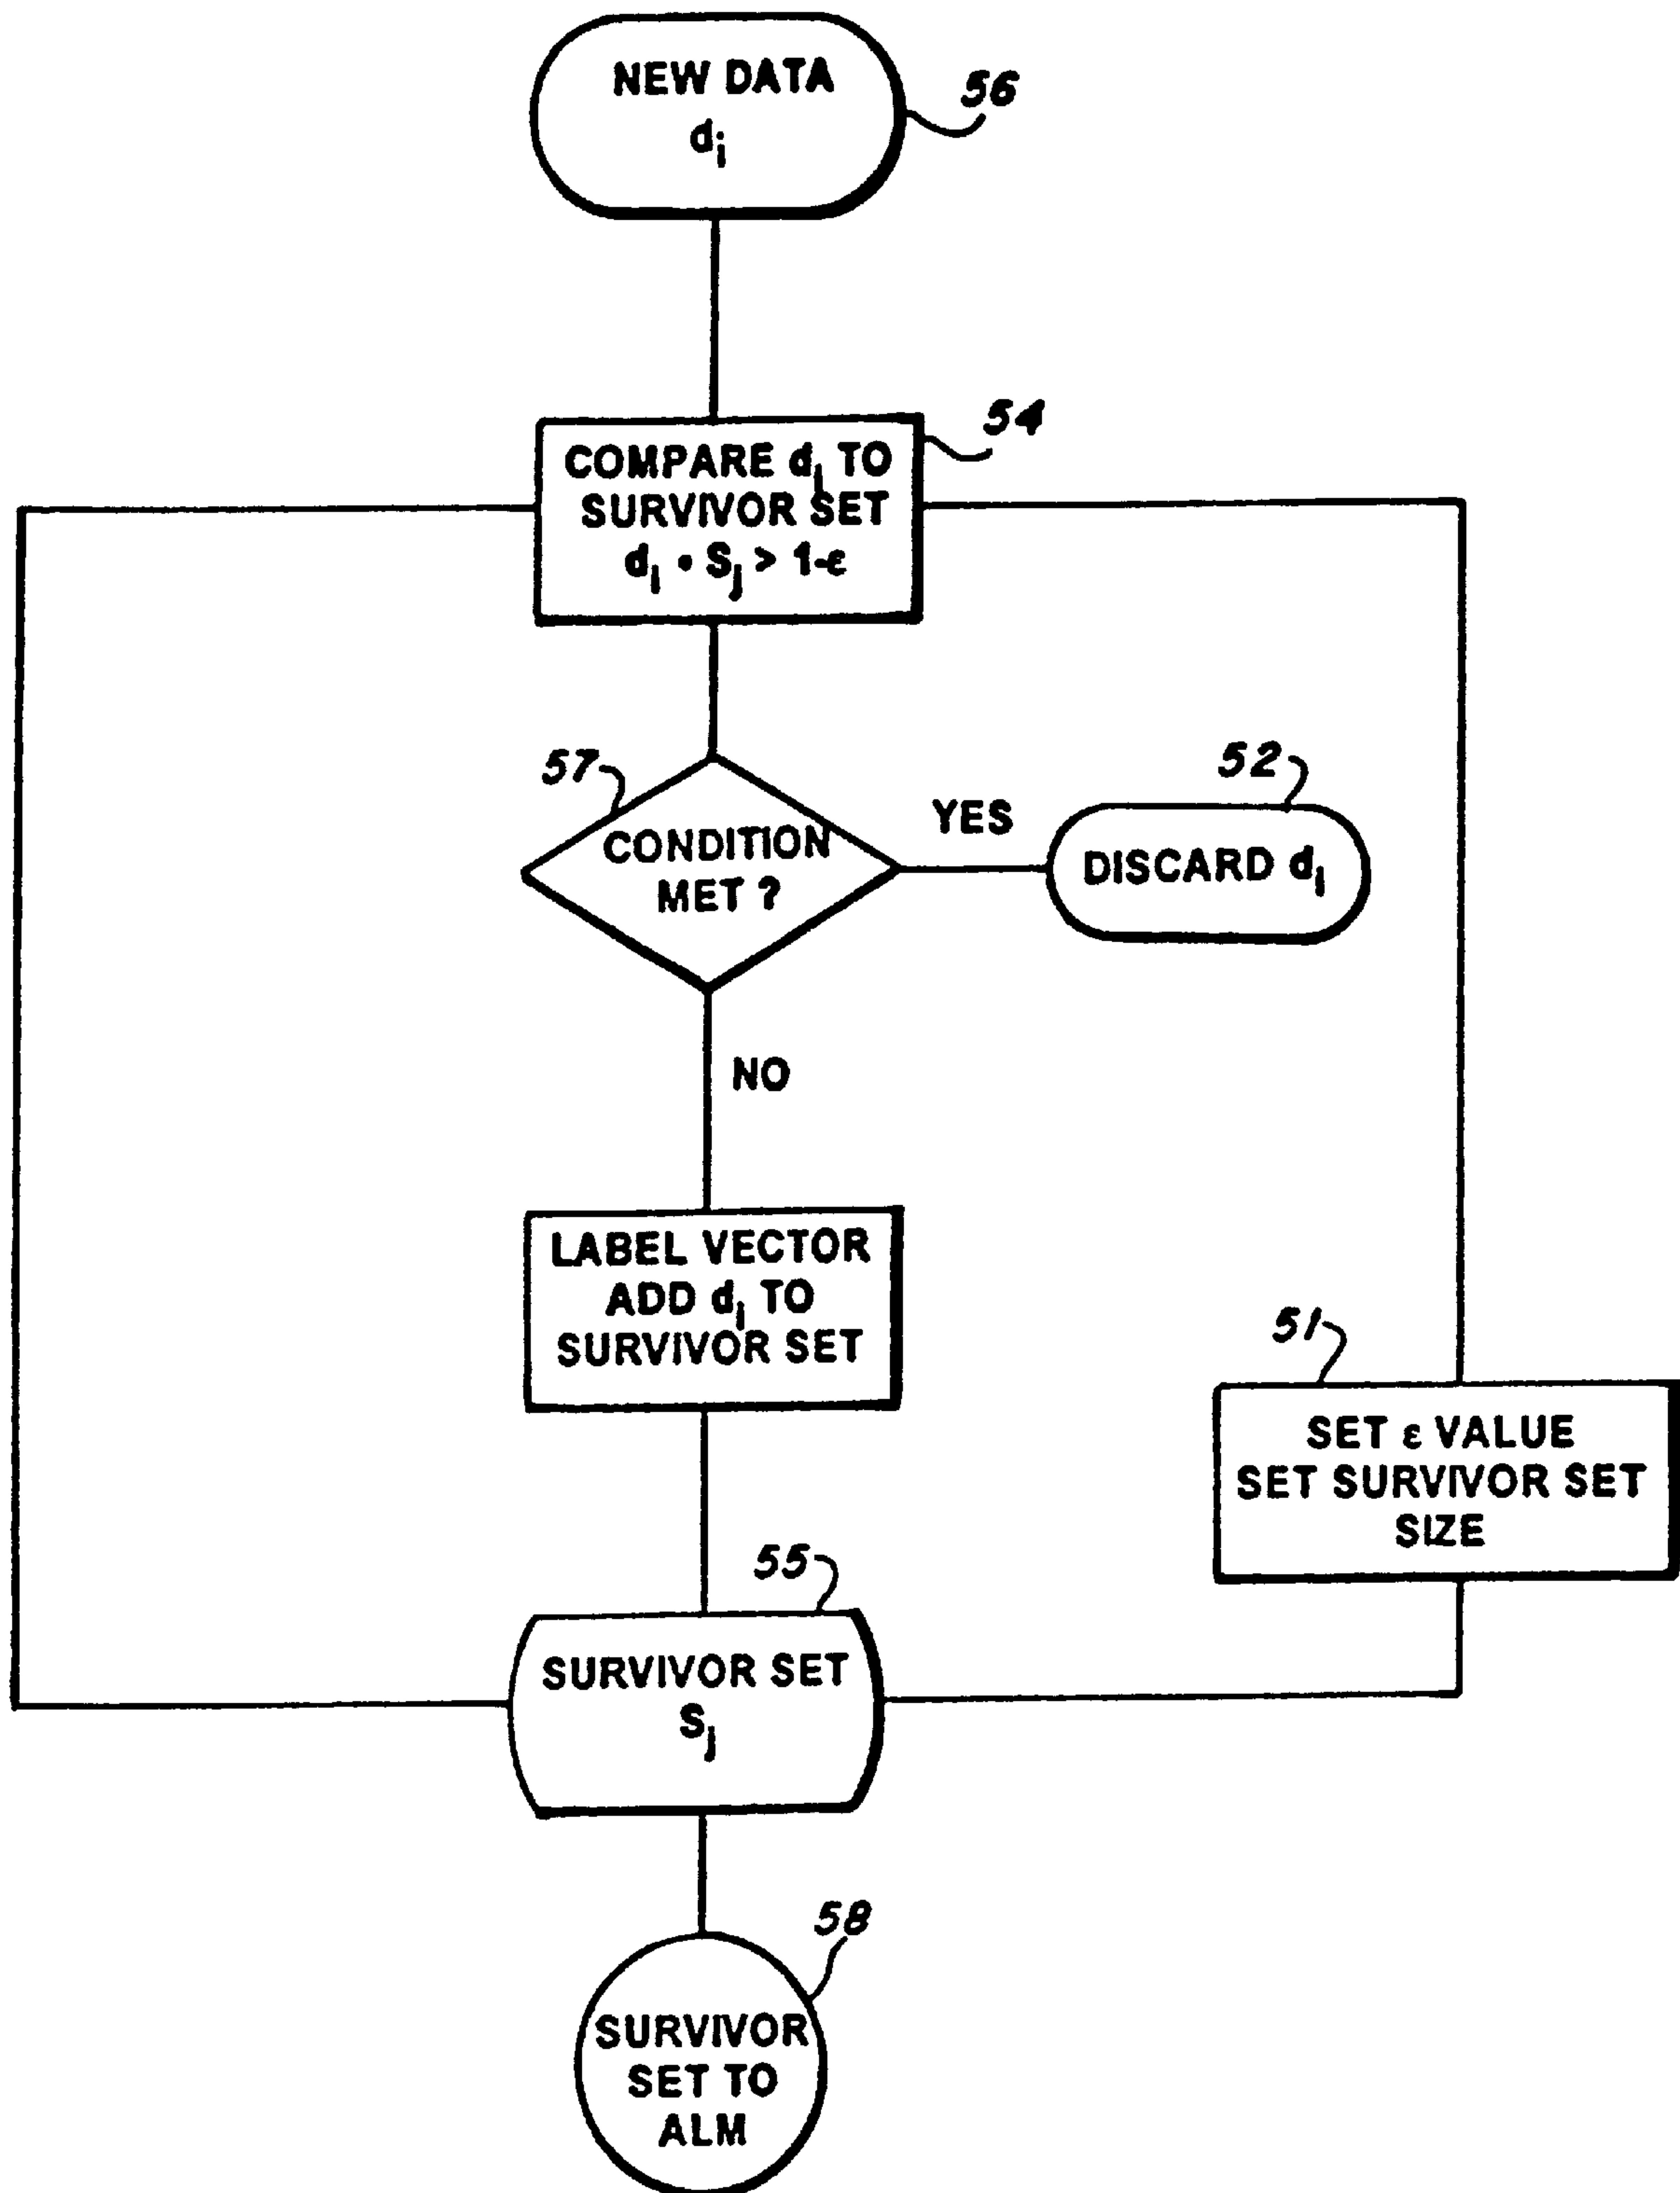 NEW DATA
dᵢ
56
54
COMPARE dᵢ TO
SURVIVOR SET
dᵢ • Sⱼ > 1-ε
57
CONDITION
MET ?
YES
52
DISCARD dᵢ
NO
LABEL VECTOR
ADD dᵢ TO
SURVIVOR SET
51
SET ε VALUE
SET SURVIVOR SET
SIZE
55
SURVIVOR SET
Sⱼ
58
SURVIVOR
SET TO
ALM